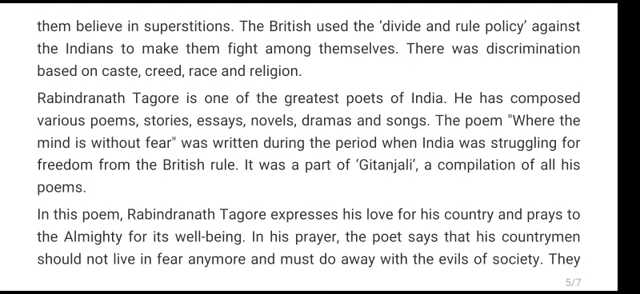 them believe in superstitions. The British used the 'divide and rule policy' against
the Indians to make them fight among themselves. There was discrimination
based on caste, creed, race and religion.
Rabindranath Tagore is one of the greatest poets of India. He has composed
various poems, stories, essays, novels, dramas and songs. The poem "Where the
mind is without fear" was written during the period when India was struggling for
freedom from the British rule. It was a part of 'Gitanjali', a compilation of all his
poems.
In this poem, Rabindranath Tagore expresses his love for his country and prays to
the Almighty for its well-being. In his prayer, the poet says that his countrymen
should not live in fear anymore and must do away with the evils of society. They
5/7